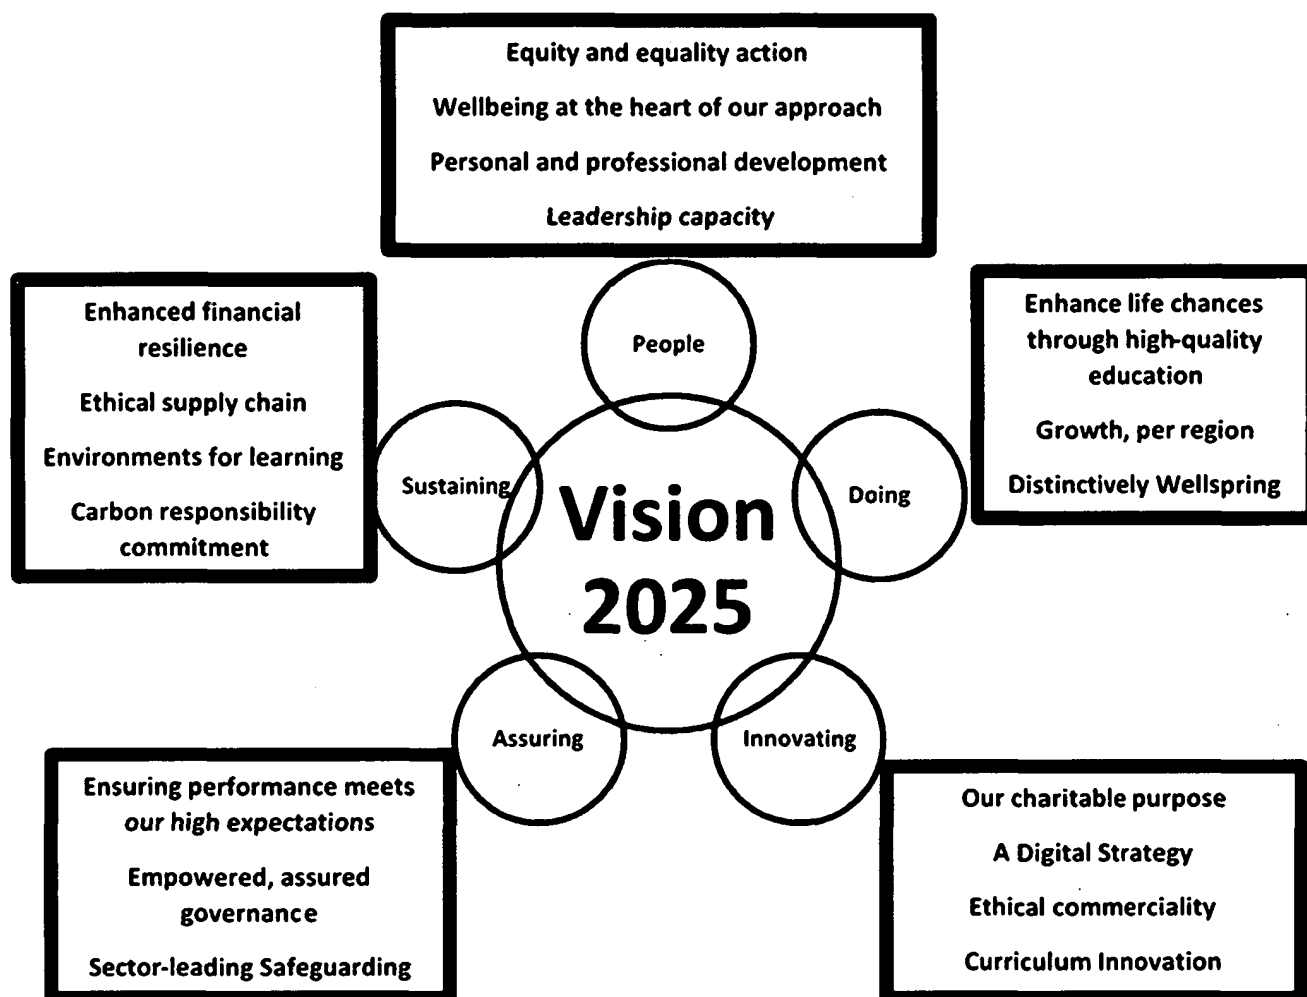 Equity and equality action
Wellbeing at the heart of our approach
Personal and professional development
Leadership capacity
Enhanced financial
resilience
Ethical supply chain
Environments for learning
Carbon responsibility
commitment
People
Enhance life chances
through high-quality
education
Growth, per region
Distinctively Wellspring
Sustaining
Vision
2025
Doing
Assuring
Innovating
Ensuring performance meets
our high expectations
Empowered, assured
governance
Sector-leading Safeguarding
Our charitable purpose
A Digital Strategy
Ethical commerciality
Curriculum Innovation